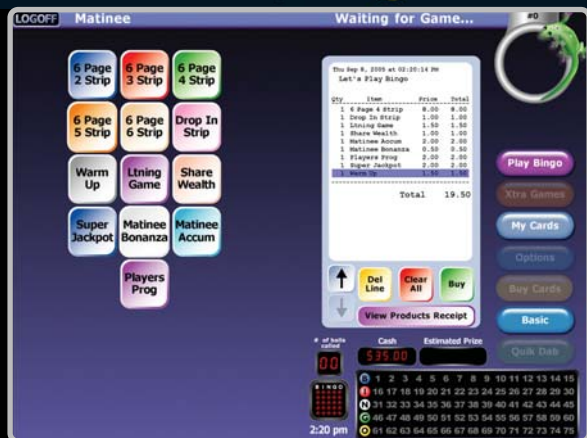 LOGOFF Matinee Waiting for Game... #0
6 Page 2 Strip
6 Page 3 Strip
6 Page 4 Strip
6 Page 5 Strip
6 Page 6 Strip
Drop In Strip
Warm Up
Ltning Game
Share Wealth
Super Jackpot
Matinee Bonanza
Matinee Accum
Players Prog
Thu Sep 8, 2005 at 02:20:14 PM
Let's Play Bingo
Qty Item Price Total
1 6 Page 4 Strip 8.00 8.00
1 Drop In Strip 1.00 1.00
1 Ltning Game 1.50 1.50
1 Share Wealth 1.00 1.00
1 Matinee Accum 2.00 2.00
1 Matinee Bonanza 0.50 0.50
1 Players Prog 2.00 2.00
1 Super Jackpot 2.00 2.00
1 Warm Up 1.50 1.50
Total 19.50
Del Line
Clear All
Buy
View Products Receipt
Play Bingo
Xtra Games
My Cards
Options
Buy Cards
Basic
Quik Dab
# of balls called
00
Cash
$35.00
Estimated Prize
BINGO
2:20 pm
B 1 2 3 4 5 6 7 8 9 10 11 12 13 14 15
I 16 17 18 19 20 21 22 23 24 25 26 27 28 29 30
N 31 32 33 34 35 36 37 38 39 40 41 42 43 44 45
G 46 47 48 49 50 51 52 53 54 55 56 57 58 59 60
O 61 62 63 64 65 66 67 68 69 70 71 72 73 74 75